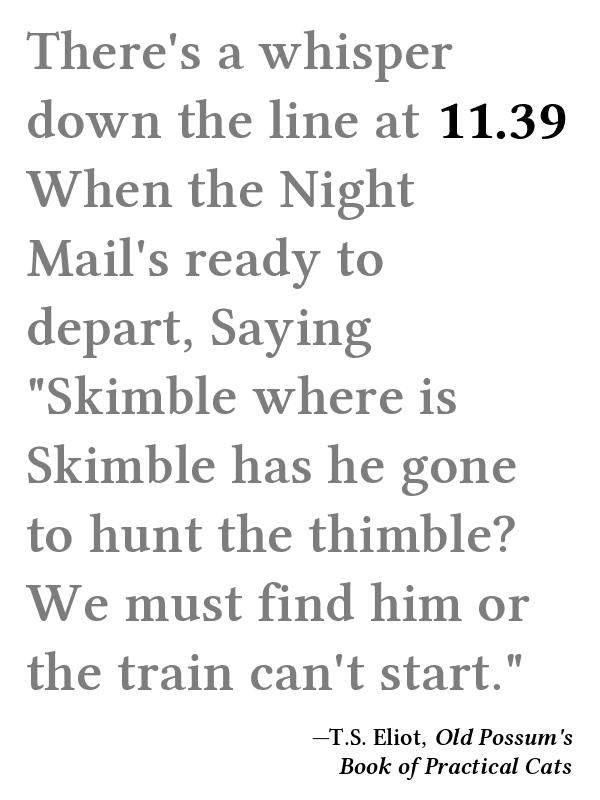 There's a whisper
down the line at 11.39
When the Night
Mail's ready to
depart, Saying
"Skimble where is
Skimble has he gone
to hunt the thimble?
We must find him or
the train can't start."
—T.S. Eliot, Old Possum's
Book of Practical Cats